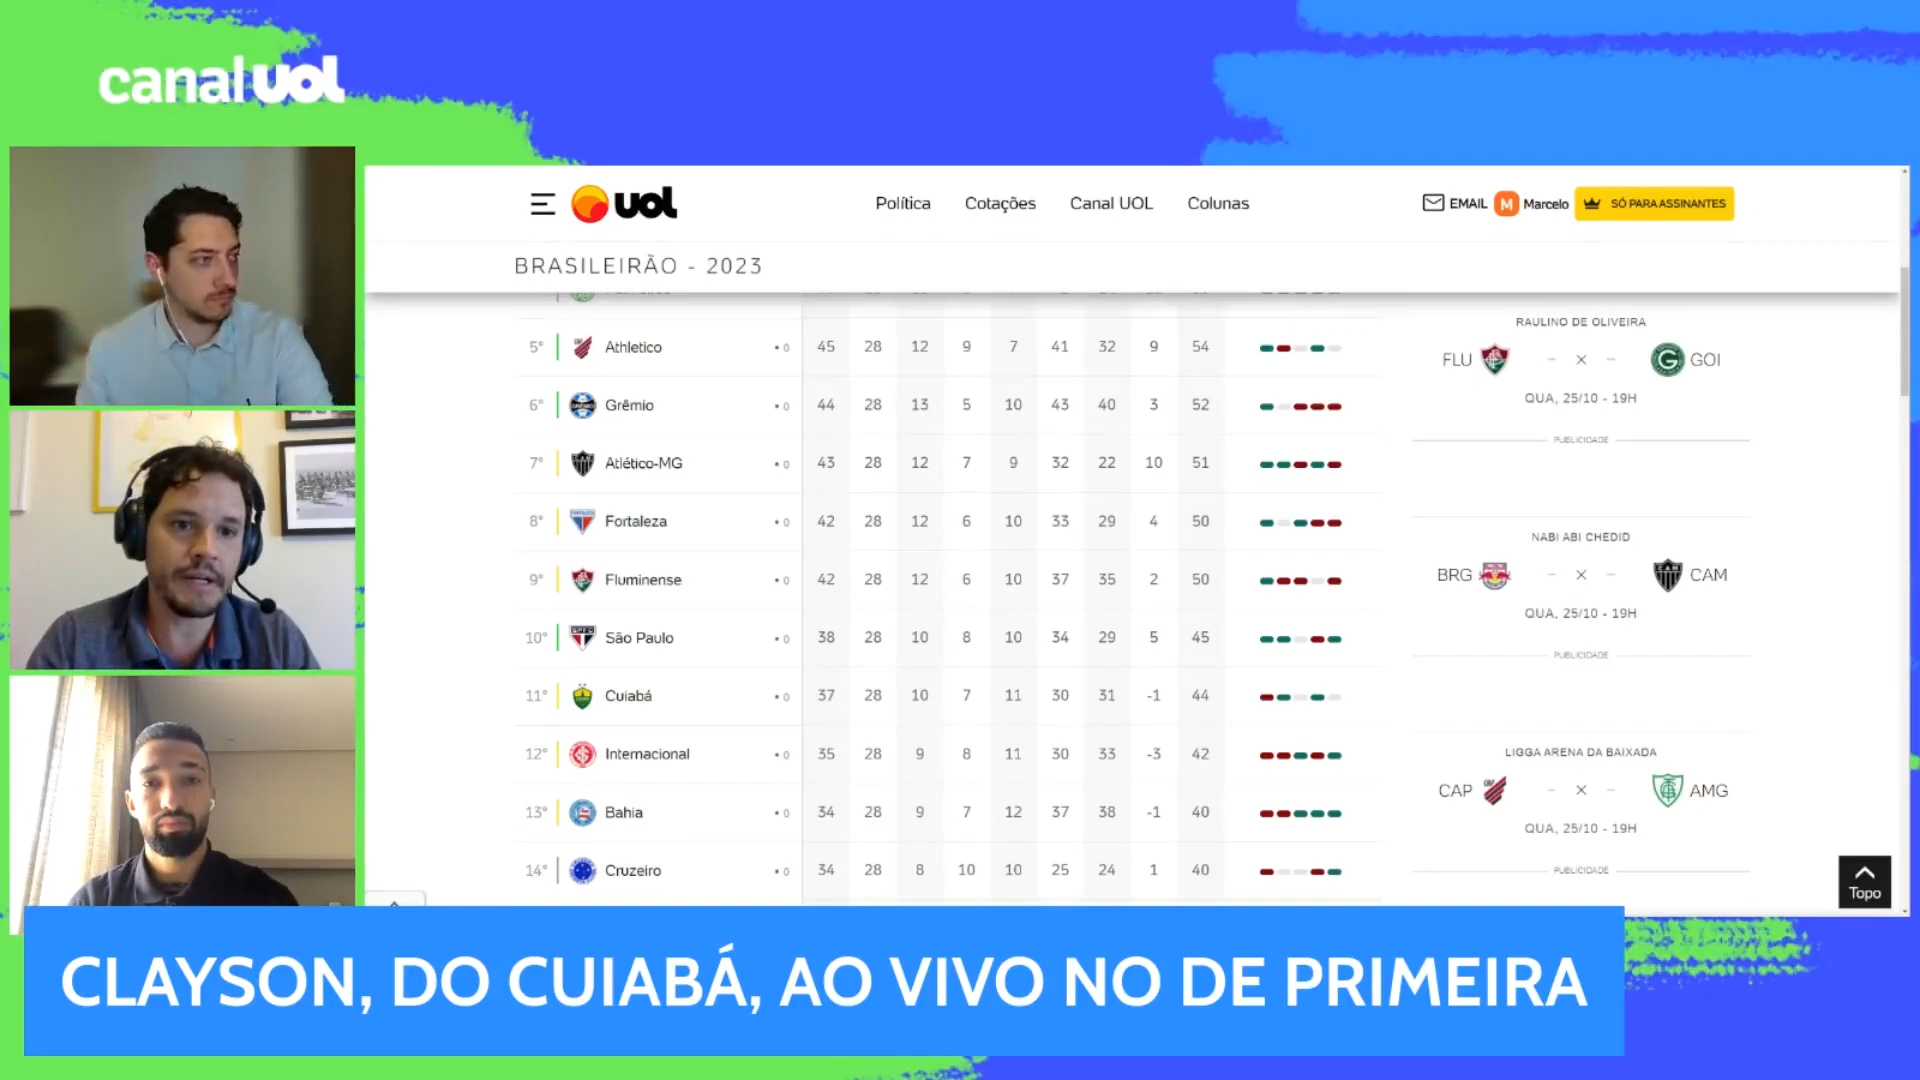 canal uol
uol
Política Cotações Canal UOL Colunas
EMAIL M Marcelo SÓ PARA ASSINANTES
BRASILEIRÃO - 2023
5º Athletico • 0 45 28 12 9 7 41 32 9 54
6º Grêmio • 0 44 28 13 5 10 43 40 3 52
7º Atlético-MG • 0 43 28 12 7 9 32 22 10 51
8º Fortaleza • 0 42 28 12 6 10 33 29 4 50
9º Fluminense • 0 42 28 12 6 10 37 35 2 50
10º São Paulo • 0 38 28 10 8 10 34 29 5 45
11º Cuiabá • 0 37 28 10 7 11 30 31 -1 44
12º Internacional • 0 35 28 9 8 11 30 33 -3 42
13º Bahia • 0 34 28 9 7 12 37 38 -1 40
14º Cruzeiro • 0 34 28 8 10 10 25 24 1 40
RAULINO DE OLIVEIRA
FLU - × - GOI
QUA, 25/10 - 19H
PUBLICIDADE
NABI ABI CHEDID
BRG - × - CAM
QUA, 25/10 - 19H
PUBLICIDADE
LIGGA ARENA DA BAIXADA
CAP - × - AMG
QUA, 25/10 - 19H
PUBLICIDADE
Topo
CLAYSON, DO CUIABÁ, AO VIVO NO DE PRIMEIRA